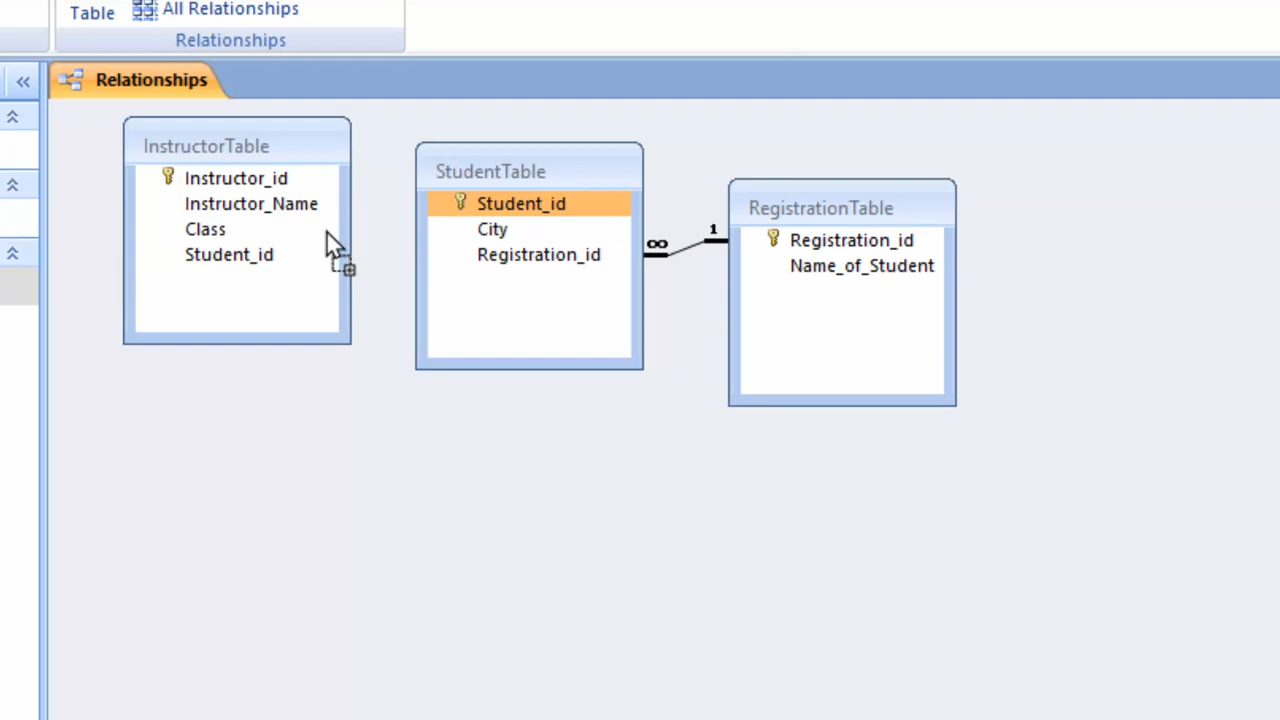 Table
All Relationships
Relationships
Relationships
InstructorTable
Instructor_id
Instructor_Name
Class
Student_id
StudentTable
Student_id
City
Registration_id
∞
1
RegistrationTable
Registration_id
Name_of_Student